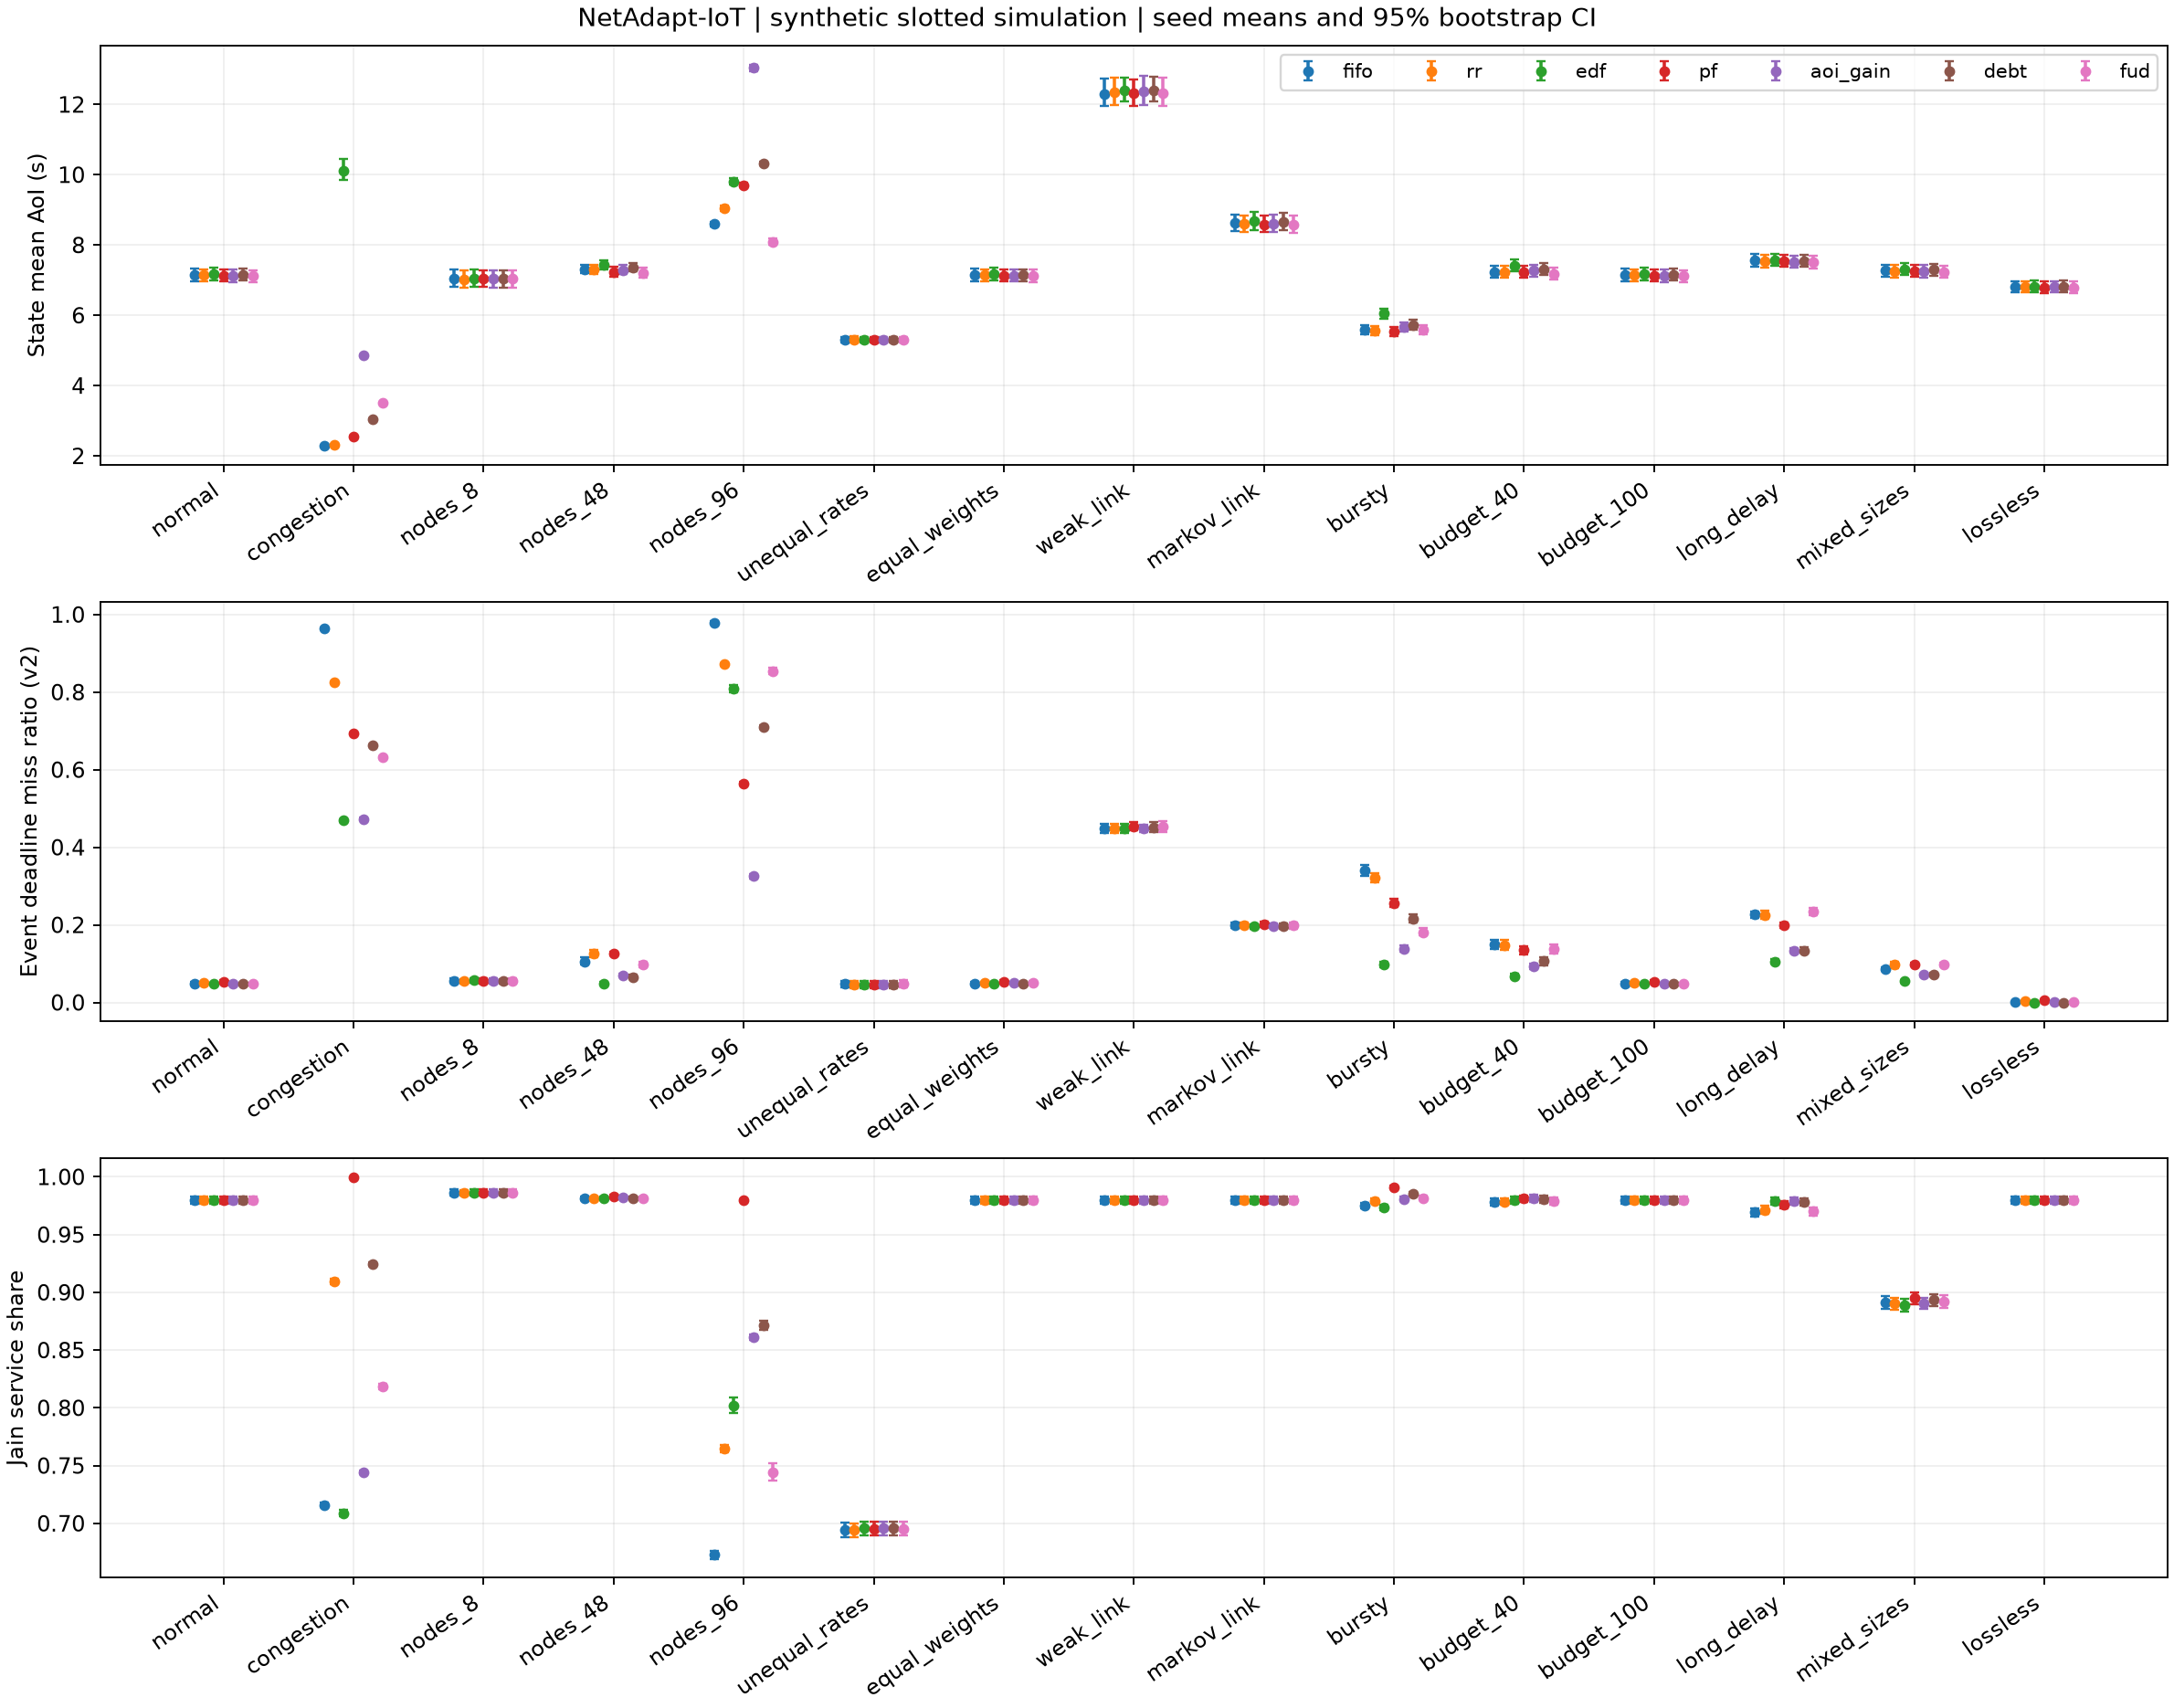 NetAdapt-IoT | synthetic slotted simulation | seed means and 95% bootstrap CI
fifo rr edf pf aoi_gain debt fud
State mean AoI (s)
12
10
8
6
4
2
normal congestion nodes_8 nodes_48 nodes_96 unequal_rates equal_weights weak_link markov_link bursty budget_40 budget_100 long_delay mixed_sizes lossless
Event deadline miss ratio (v2)
1.0
0.8
0.6
0.4
0.2
0.0
normal congestion nodes_8 nodes_48 nodes_96 unequal_rates equal_weights weak_link markov_link bursty budget_40 budget_100 long_delay mixed_sizes lossless
Jain service share
1.00
0.95
0.90
0.85
0.80
0.75
0.70
normal congestion nodes_8 nodes_48 nodes_96 unequal_rates equal_weights weak_link markov_link bursty budget_40 budget_100 long_delay mixed_sizes lossless